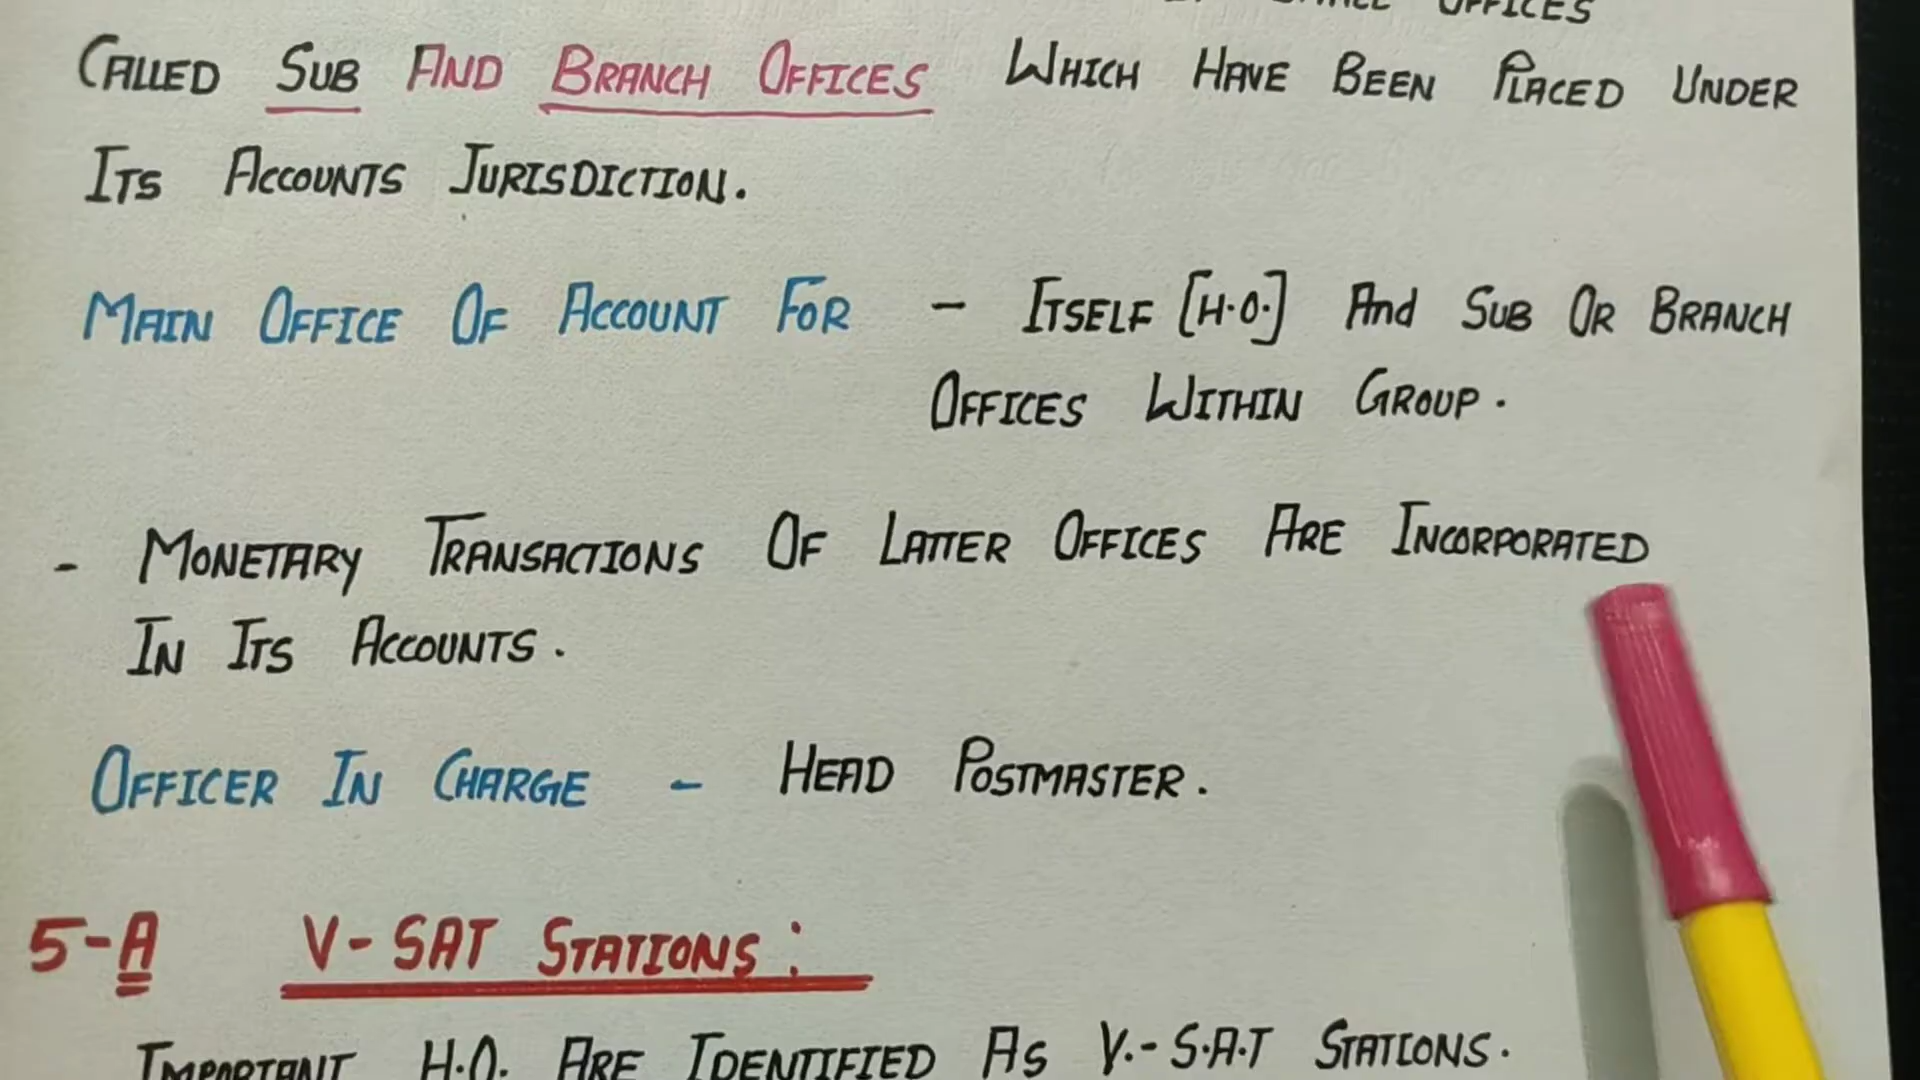 OFFICES
CALLED SUB AND BRANCH OFFICES WHICH HAVE BEEN PLACED UNDER
ITS ACCOUNTS JURISDICTION.
MAIN OFFICE OF ACCOUNT FOR - ITSELF [H.O.] And SUB OR BRANCH
OFFICES WITHIN GROUP.
- MONETARY TRANSACTIONS OF LATTER OFFICES ARE INCORPORATED
IN ITS ACCOUNTS.
OFFICER IN CHARGE - HEAD POSTMASTER.
5-A V-SAT STATIONS:
IMPORTANT H.O. ARE IDENTIFIED AS V.-S.A.T STATIONS.